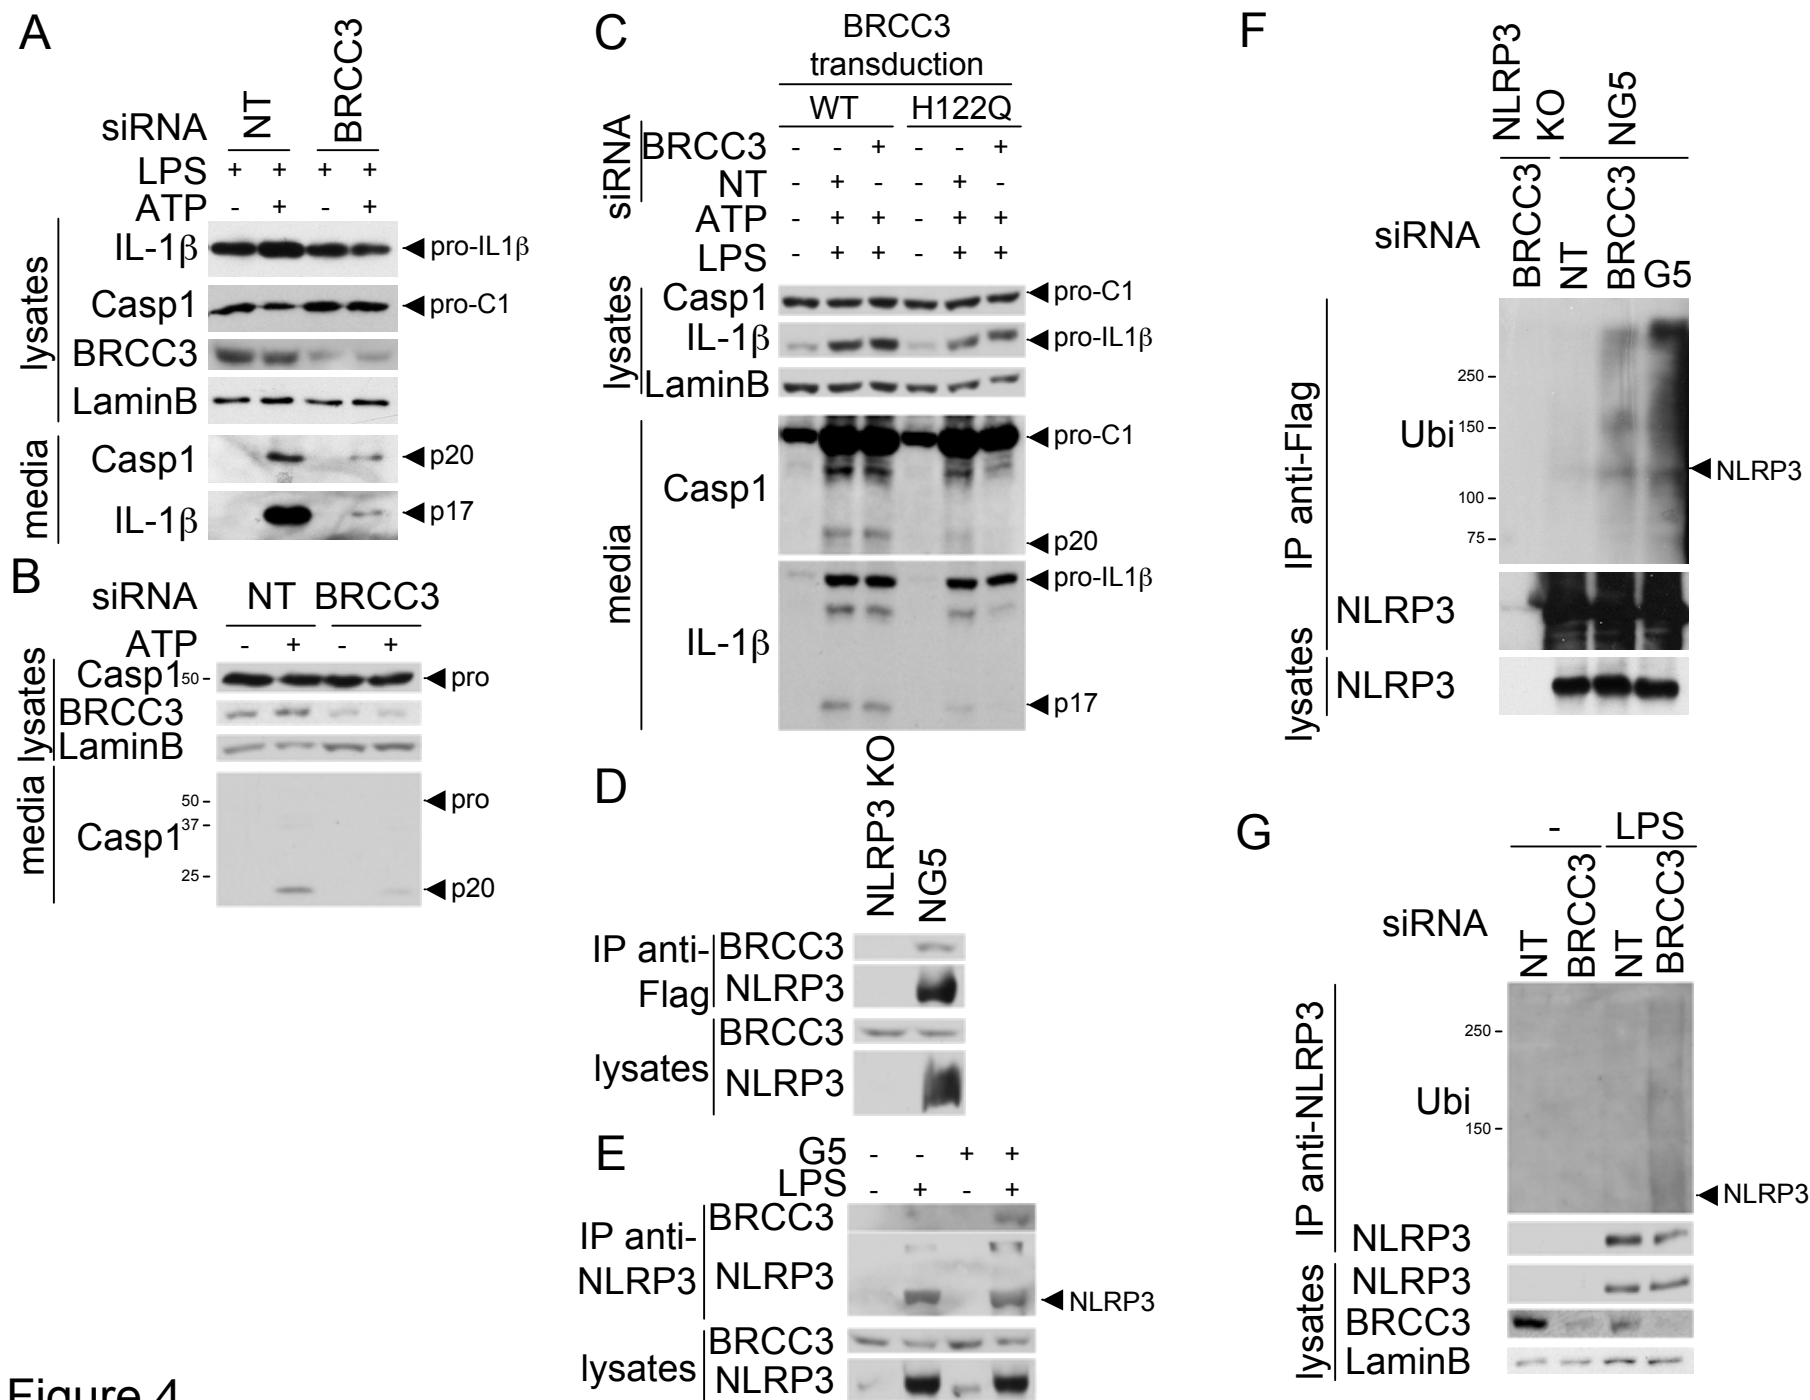 A
siRNA NT BRCC3
LPS + + + +
ATP - + - +
lysates
IL-1β ◀pro-IL1β
Casp1 ◀pro-C1
BRCC3
LaminB
media
Casp1 ◀p20
IL-1β ◀p17
B
siRNA NT BRCC3
ATP - + - +
lysates
Casp1 50 – ◀pro
BRCC3
LaminB
media
50 – ◀pro
Casp1 37 –
25 – ◀p20
C
BRCC3
transduction
WT H122Q
siRNA
BRCC3 - - + - - +
NT - + - - + -
ATP - + + - + +
LPS - + + - + +
lysates
Casp1 ◀pro-C1
IL-1β ◀pro-IL1β
LaminB
media
◀pro-C1
Casp1
◀p20
◀pro-IL1β
IL-1β
◀p17
D
NLRP3 KO NG5
IP anti-Flag
BRCC3
NLRP3
lysates
BRCC3
NLRP3
E
G5 - - + +
LPS - + - +
IP anti-NLRP3
BRCC3
NLRP3 ◀NLRP3
lysates
BRCC3
NLRP3
F
NLRP3 KO NG5
siRNA BRCC3 NT BRCC3 G5
IP anti-Flag
250 –
Ubi 150 –
◀NLRP3
100 –
75 –
NLRP3
lysates
NLRP3
G
- LPS
siRNA NT BRCC3 NT BRCC3
IP anti-NLRP3
250 –
Ubi
150 –
◀NLRP3
NLRP3
lysates
NLRP3
BRCC3
LaminB
Figure 4